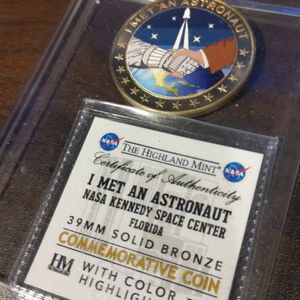 I MET AN ASTRONAUT
NASA
THE HIGHLAND MINT
NASA
Certificate of Authenticity
I MET AN ASTRONAUT
NASA KENNEDY SPACE CENTER
FLORIDA
39MM SOLID BRONZE
COMMEMORATIVE COIN
HM
WITH COLOR
HIGHLIGH